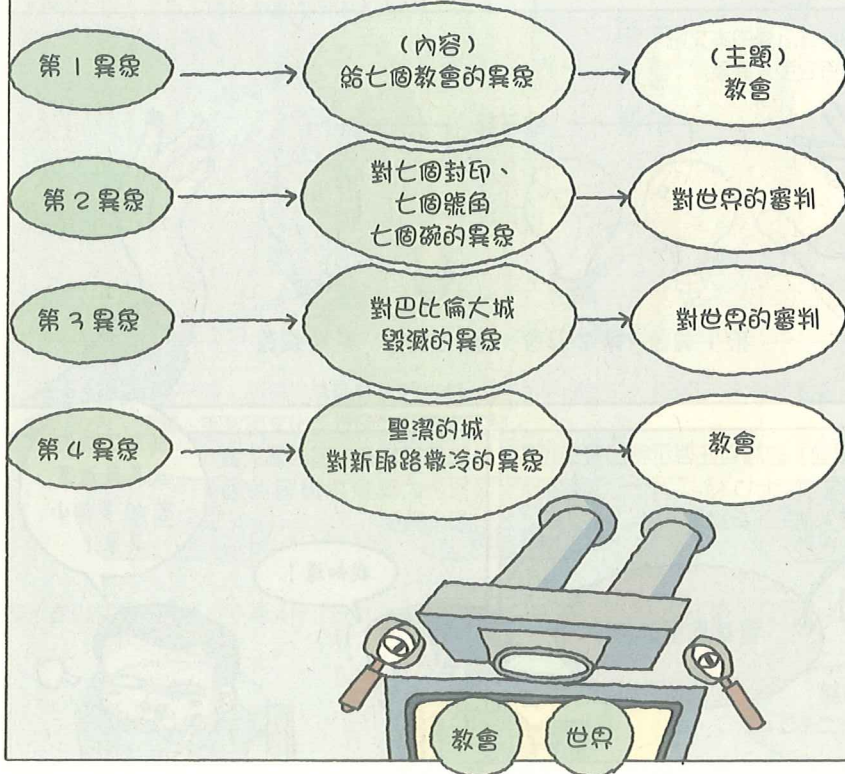 第1異象
(內容)
給七個教會的異象
(主題)
教會
第2異象
對七個封印、
七個號角
七個碗的異象
對世界的審判
第3異象
對巴比倫大城
毀滅的異象
對世界的審判
第4異象
聖潔的城
對新耶路撒冷的異象
教會
教會
世界